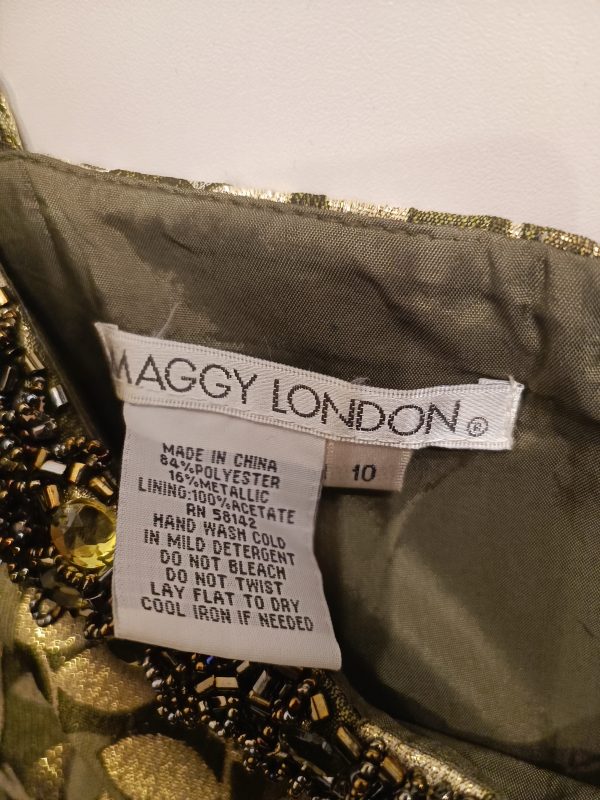 MAGGY LONDON®
10
MADE IN CHINA
84%POLYESTER
16%METALLIC
LINING:100%ACETATE
RN 58142
HAND WASH COLD
IN MILD DETERGENT
DO NOT BLEACH
DO NOT TWIST
LAY FLAT TO DRY
COOL IRON IF NEEDED